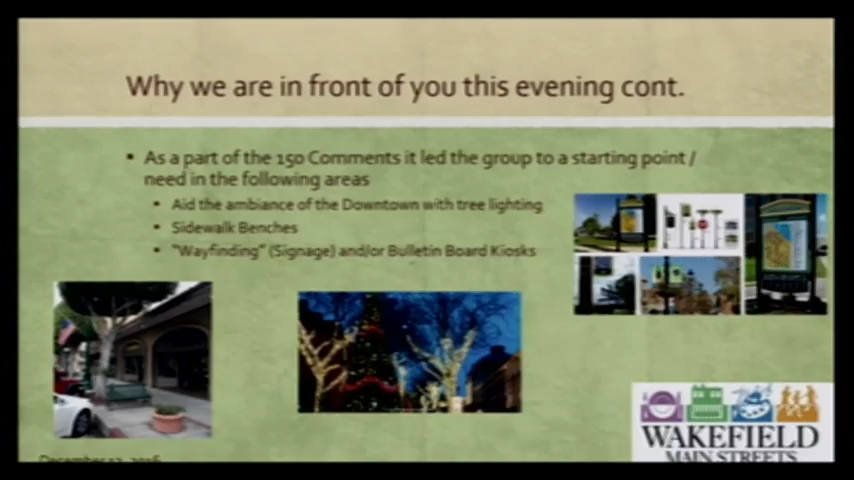 Why we are in front of you this evening cont.
▪ As a part of the 150 Comments it led the group to a starting point /
need in the following areas
▪ Aid the ambiance of the Downtown with tree lighting
▪ Sidewalk Benches
▪ "Wayfinding" (Signage) and/or Bulletin Board Kiosks
WAKEFIELD
MAIN STREETS